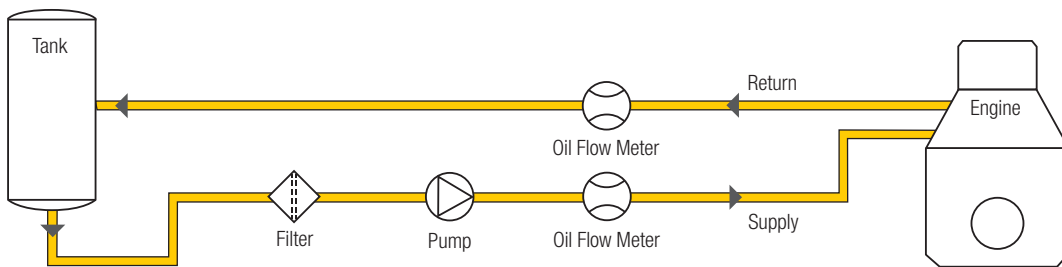 Tank
Return
Engine
Oil Flow Meter
Filter
Pump
Oil Flow Meter
Supply